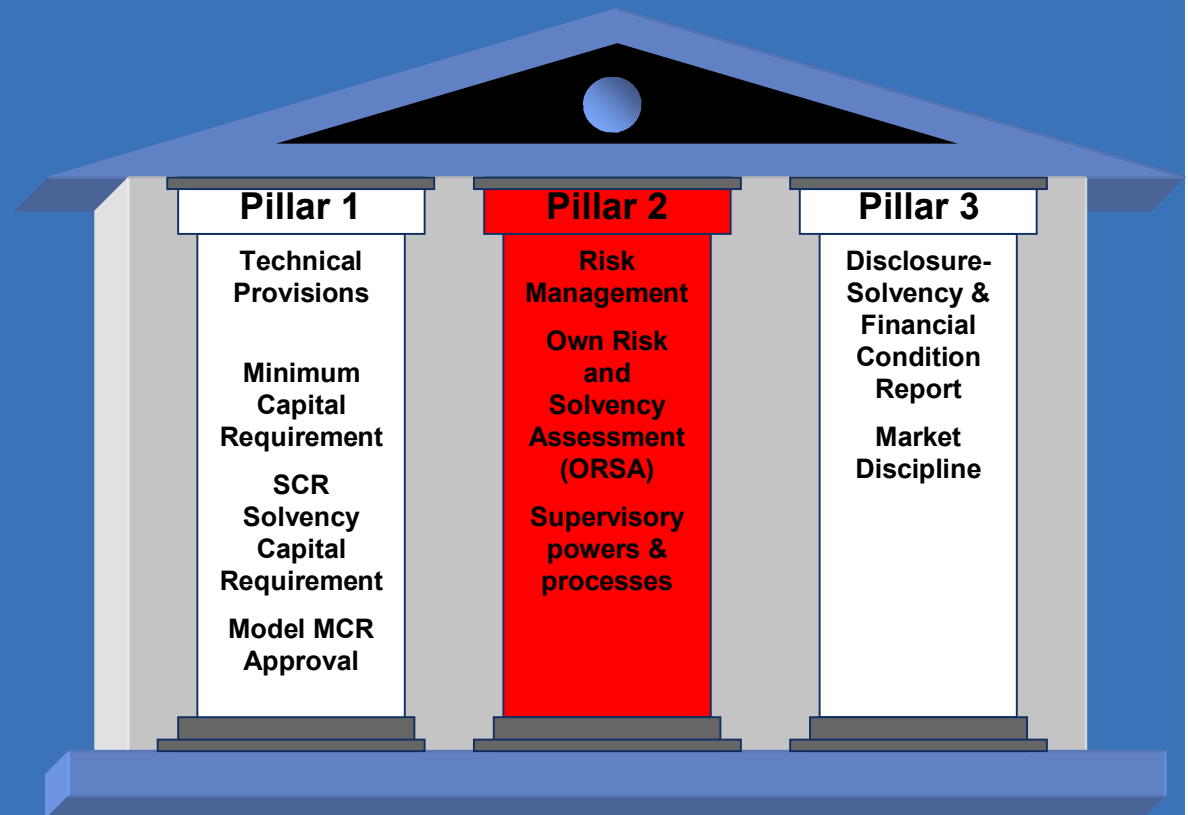 Pillar 1
Technical
Provisions
Minimum
Capital
Requirement
SCR
Solvency
Capital
Requirement
Model MCR
Approval
Pillar 2
Risk
Management
Own Risk
and
Solvency
Assessment
(ORSA)
Supervisory
powers &
processes
Pillar 3
Disclosure-
Solvency &
Financial
Condition
Report
Market
Discipline